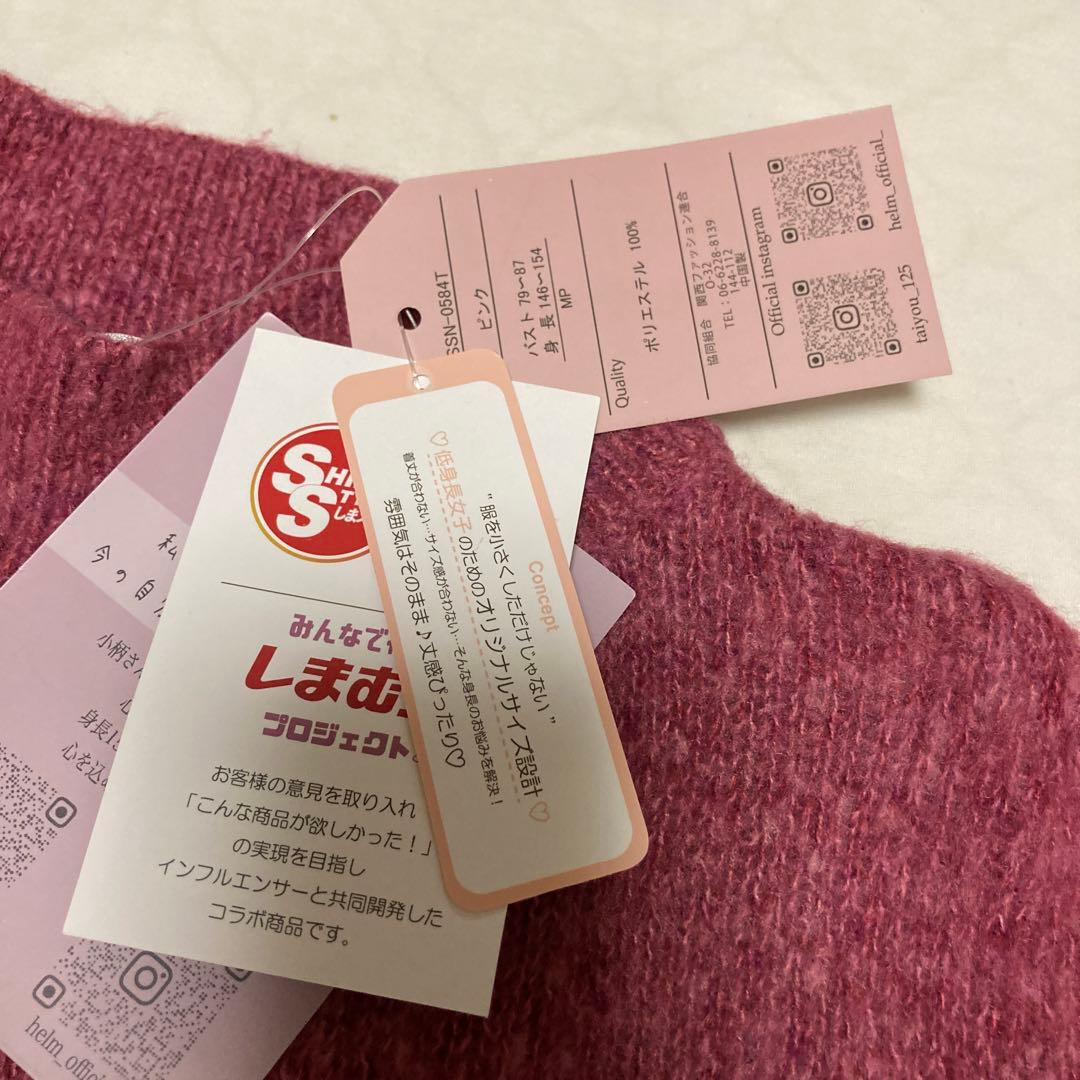 SSN-0584T
ピンク
バスト 79〜87
身 長 146〜154
MP
Quality
ポリエステル 100%
協同組合 関西ファッション連合
O-32
TEL：06-6228-8139
144-112
中国製
Official instagram
helm_official_
taiyou_125
Concept
"服を小さくしただけじゃない"
♡低身長女子のためのオリジナルサイズ設計♡
着丈が合わない…サイズ感が合わない…そんな身長のお悩みを解決！
雰囲気はそのまま♪丈感ぴったり♡
SHI
ST
しま
みんなで
しまむ
プロジェクト
お客様の意見を取り入れ
「こんな商品が欲しかった！」
の実現を目指し
インフルエンサーと共同開発した
コラボ商品です。
私
今の自
小柄さん
心
身長1
心を込
helm_offic